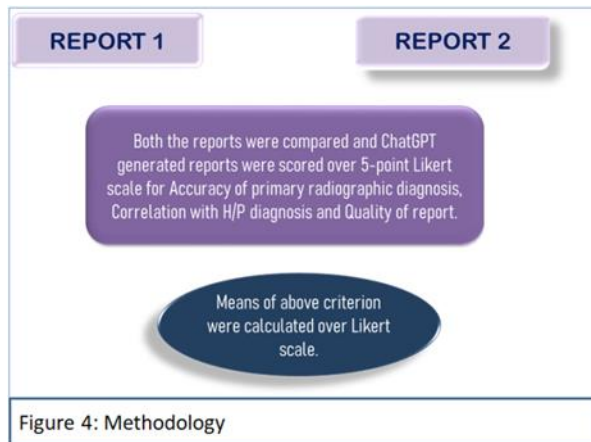 REPORT 1
REPORT 2
Both the reports were compared and ChatGPT
generated reports were scored over 5-point Likert
scale for Accuracy of primary radiographic diagnosis,
Correlation with H/P diagnosis and Quality of report.
Means of above criterion
were calculated over Likert
scale.
Figure 4: Methodology